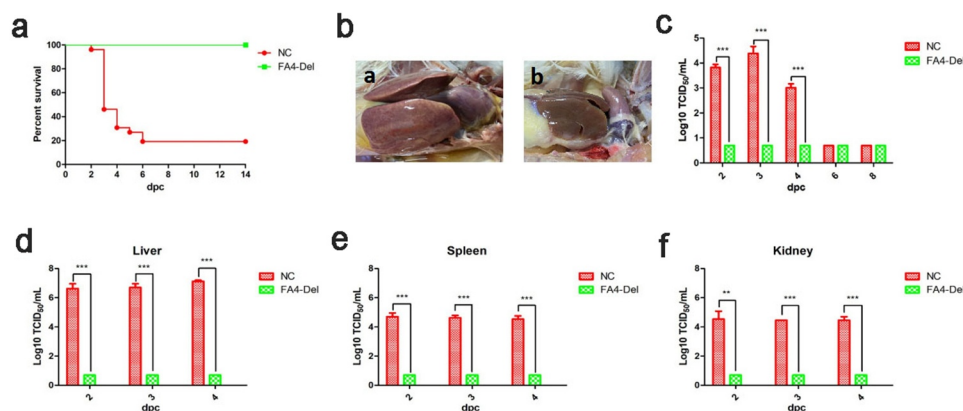 a
Percent survival
100
80
60
40
20
0
0 2 4 6 8 10 12 14
dpc
NC
FA4-Del
b
a
b
c
Log10 TCID50/mL
5
4
3
2
1
0
*** *** ***
2 3 4 6 8
dpc
NC
FA4-Del
d
Liver
Log10 TCID50/mL
8
6
4
2
0
*** *** ***
2 3 4
dpc
NC
FA4-Del
e
Spleen
Log10 TCID50/mL
8
6
4
2
0
*** *** ***
2 3 4
dpc
NC
FA4-Del
f
Kidney
Log10 TCID50/mL
8
6
4
2
0
** *** ***
2 3 4
dpc
NC
FA4-Del